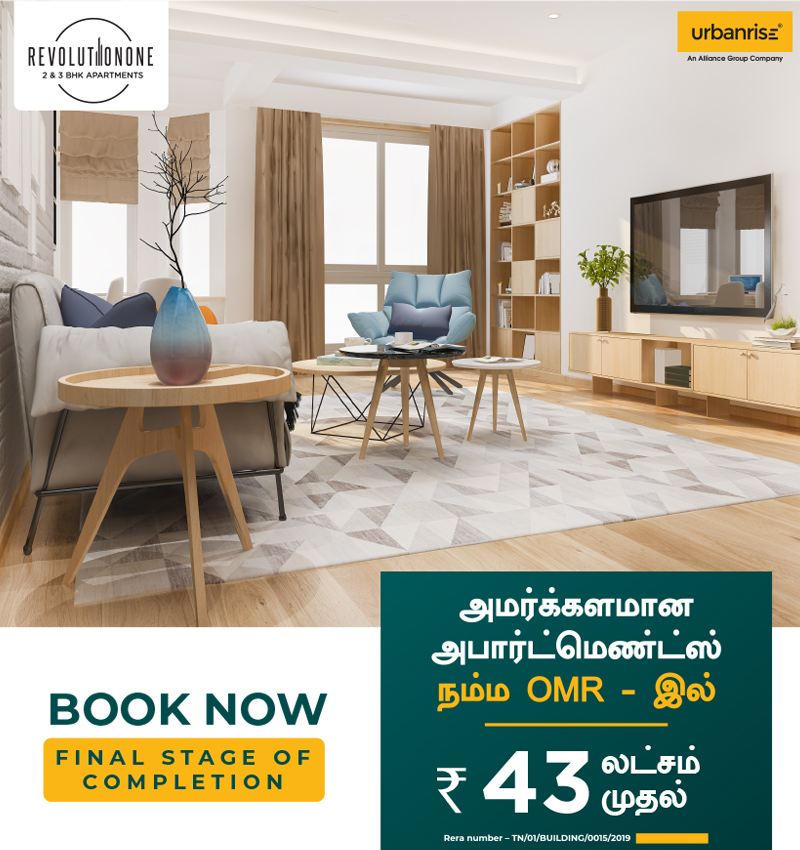 REVOLUTIONONE
2 & 3 BHK APARTMENTS
urbanrise®
An Alliance Group Company
அமர்க்களமான
அபார்ட்மெண்ட்ஸ்
நம்ம OMR - இல்
₹ 43 லட்சம்
முதல்
BOOK NOW
FINAL STAGE OF
COMPLETION
Rera number – TN/01/BUILDING/0015/2019